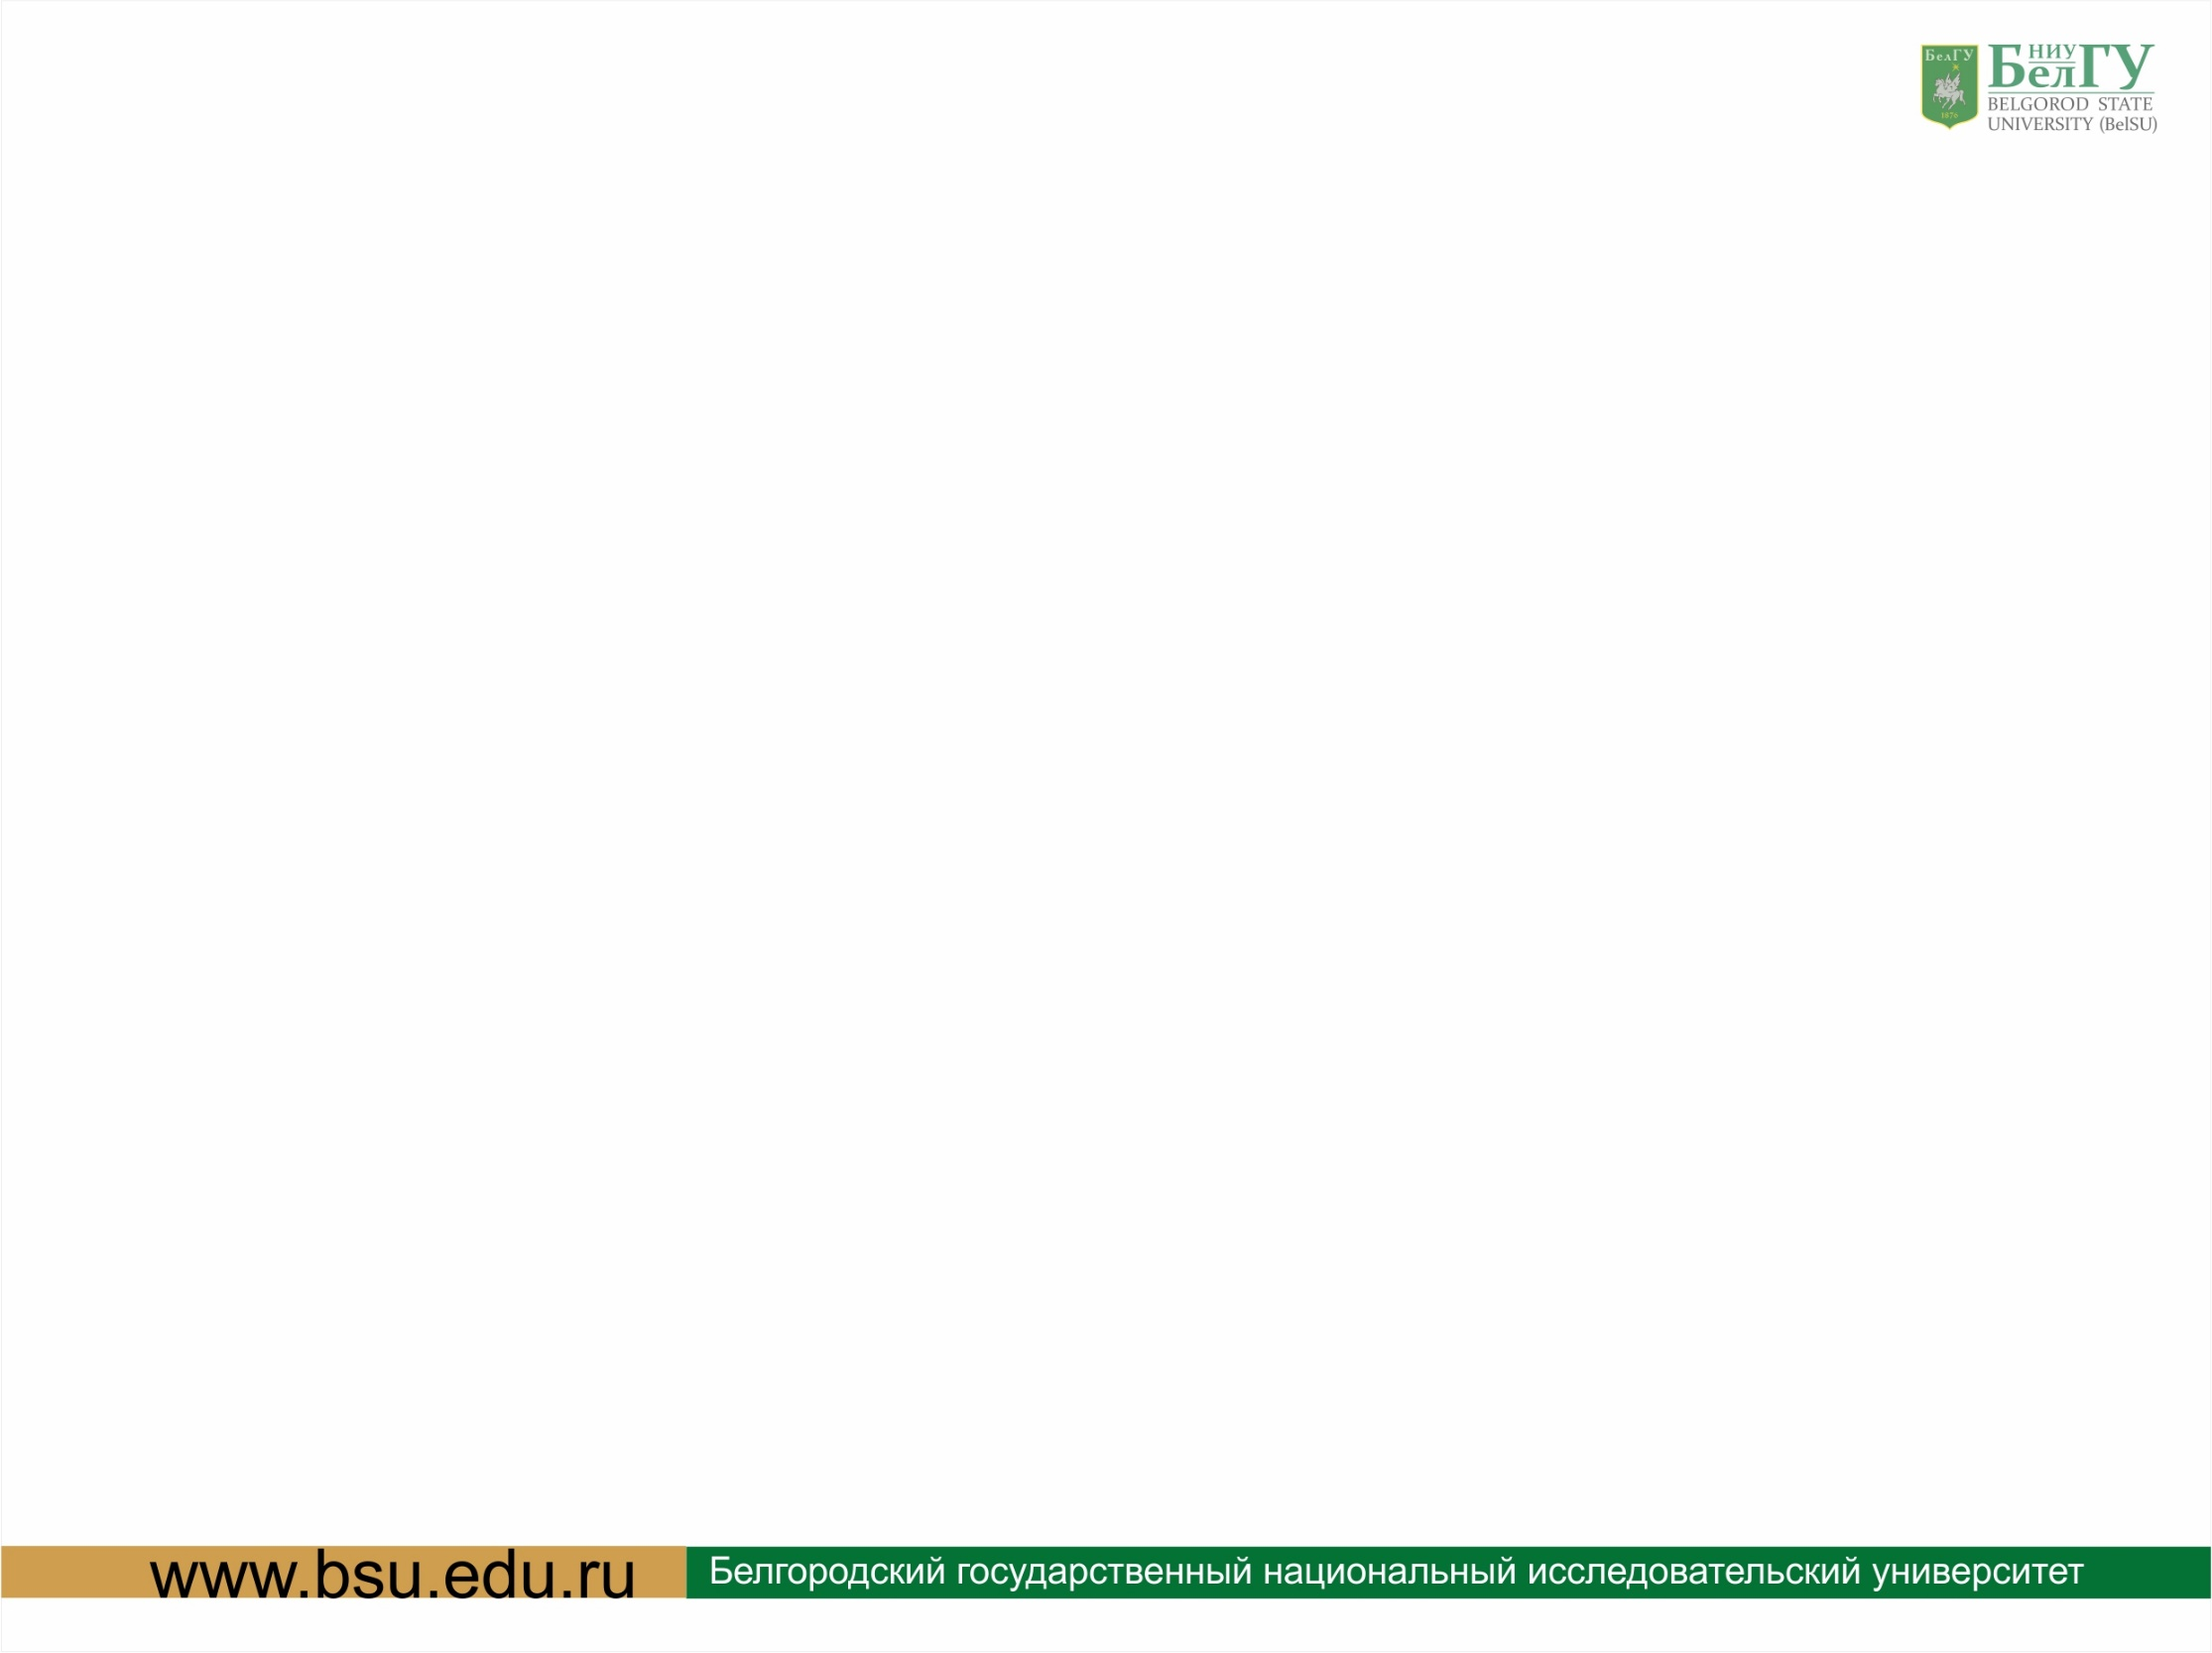 БелГУ
1876
НИУ
БелГУ
BELGOROD STATE
UNIVERSITY (BelSU)
www.bsu.edu.ru
Белгородский государственный национальный исследовательский университет